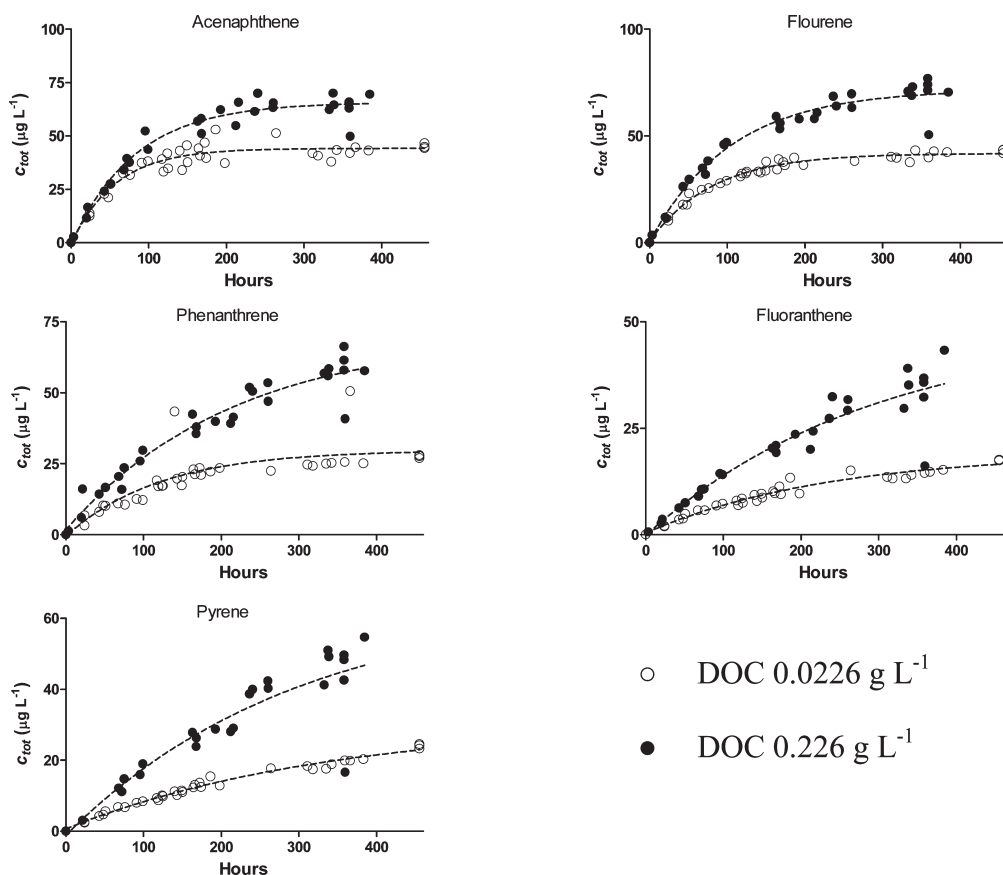 Acenaphthene
100
75
50
25
0
c_tot (µg L⁻¹)
0 100 200 300 400
Hours
Flourene
100
50
0
c_tot (µg L⁻¹)
0 100 200 300 400
Hours
Phenanthrene
75
50
25
0
c_tot (µg L⁻¹)
0 100 200 300 400
Hours
Fluoranthene
50
25
0
c_tot (µg L⁻¹)
0 100 200 300 400
Hours
Pyrene
60
40
20
0
c_tot (µg L⁻¹)
0 100 200 300 400
Hours
DOC 0.0226 g L⁻¹
DOC 0.226 g L⁻¹